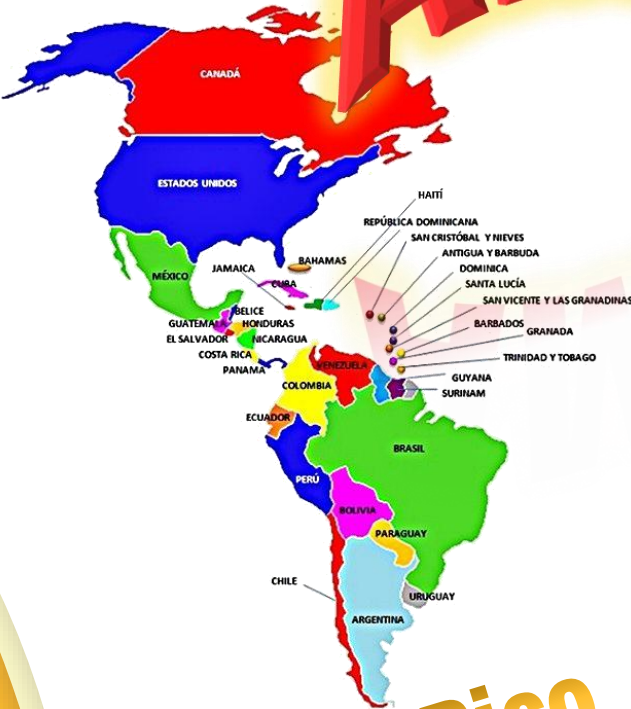 CANADÁ
ESTADOS UNIDOS
HAITÍ
REPÚBLICA DOMINICANA
SAN CRISTÓBAL Y NIEVES
ANTIGUA Y BARBUDA
DOMINICA
SANTA LUCÍA
SAN VICENTE Y LAS GRANADINAS
BARBADOS
GRANADA
TRINIDAD Y TOBAGO
GUYANA
SURINAM
BAHAMAS
JAMAICA
CUBA
MÉXICO
BELICE
GUATEMALA
HONDURAS
EL SALVADOR
NICARAGUA
COSTA RICA
PANAMA
VENEZUELA
COLOMBIA
ECUADOR
BRASIL
PERÚ
BOLIVIA
PARAGUAY
CHILE
URUGUAY
ARGENTINA
Rico